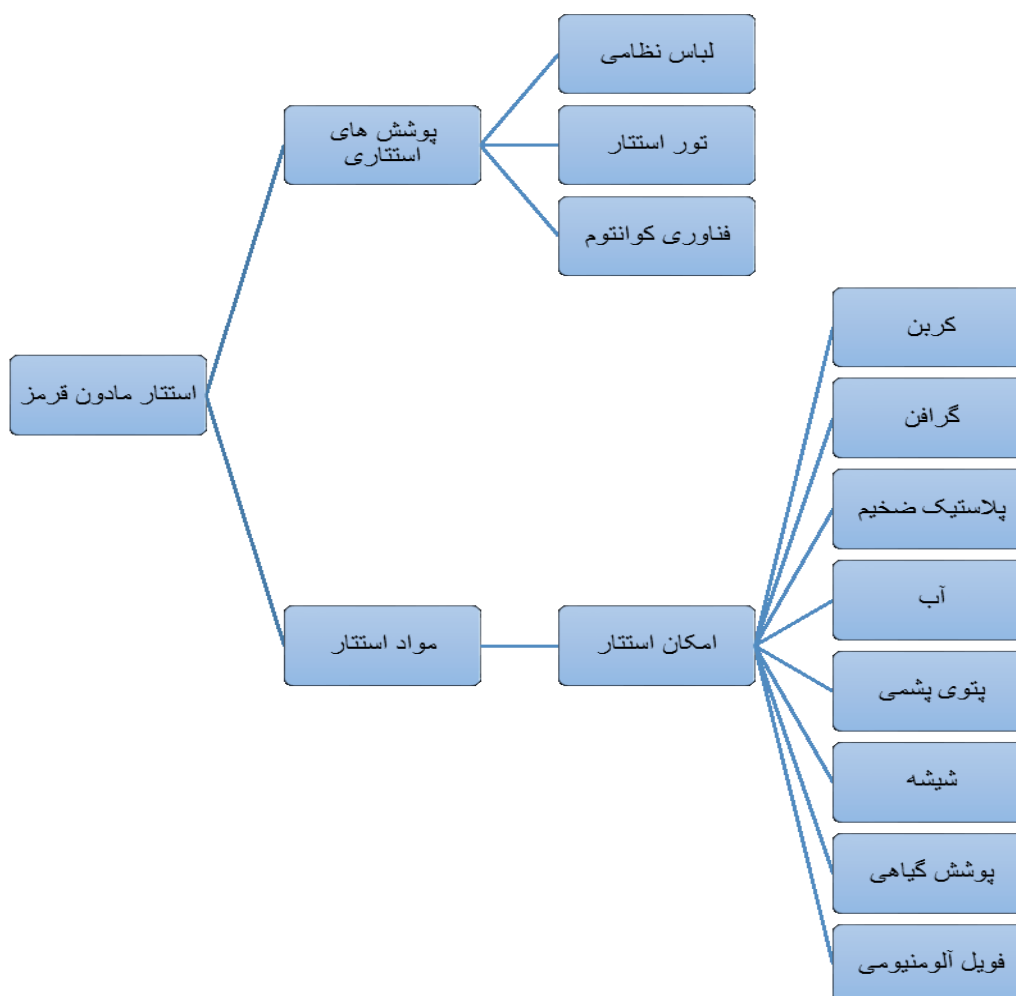 استتار مادون قرمز
پوشش های
استتاری
لباس نظامی
تور استتار
فناوری کوانتوم
مواد استتار
امکان استتار
کربن
گرافن
پلاستیک ضخیم
آب
پتوی پشمی
شیشه
پوشش گیاهی
فویل آلومنیومی